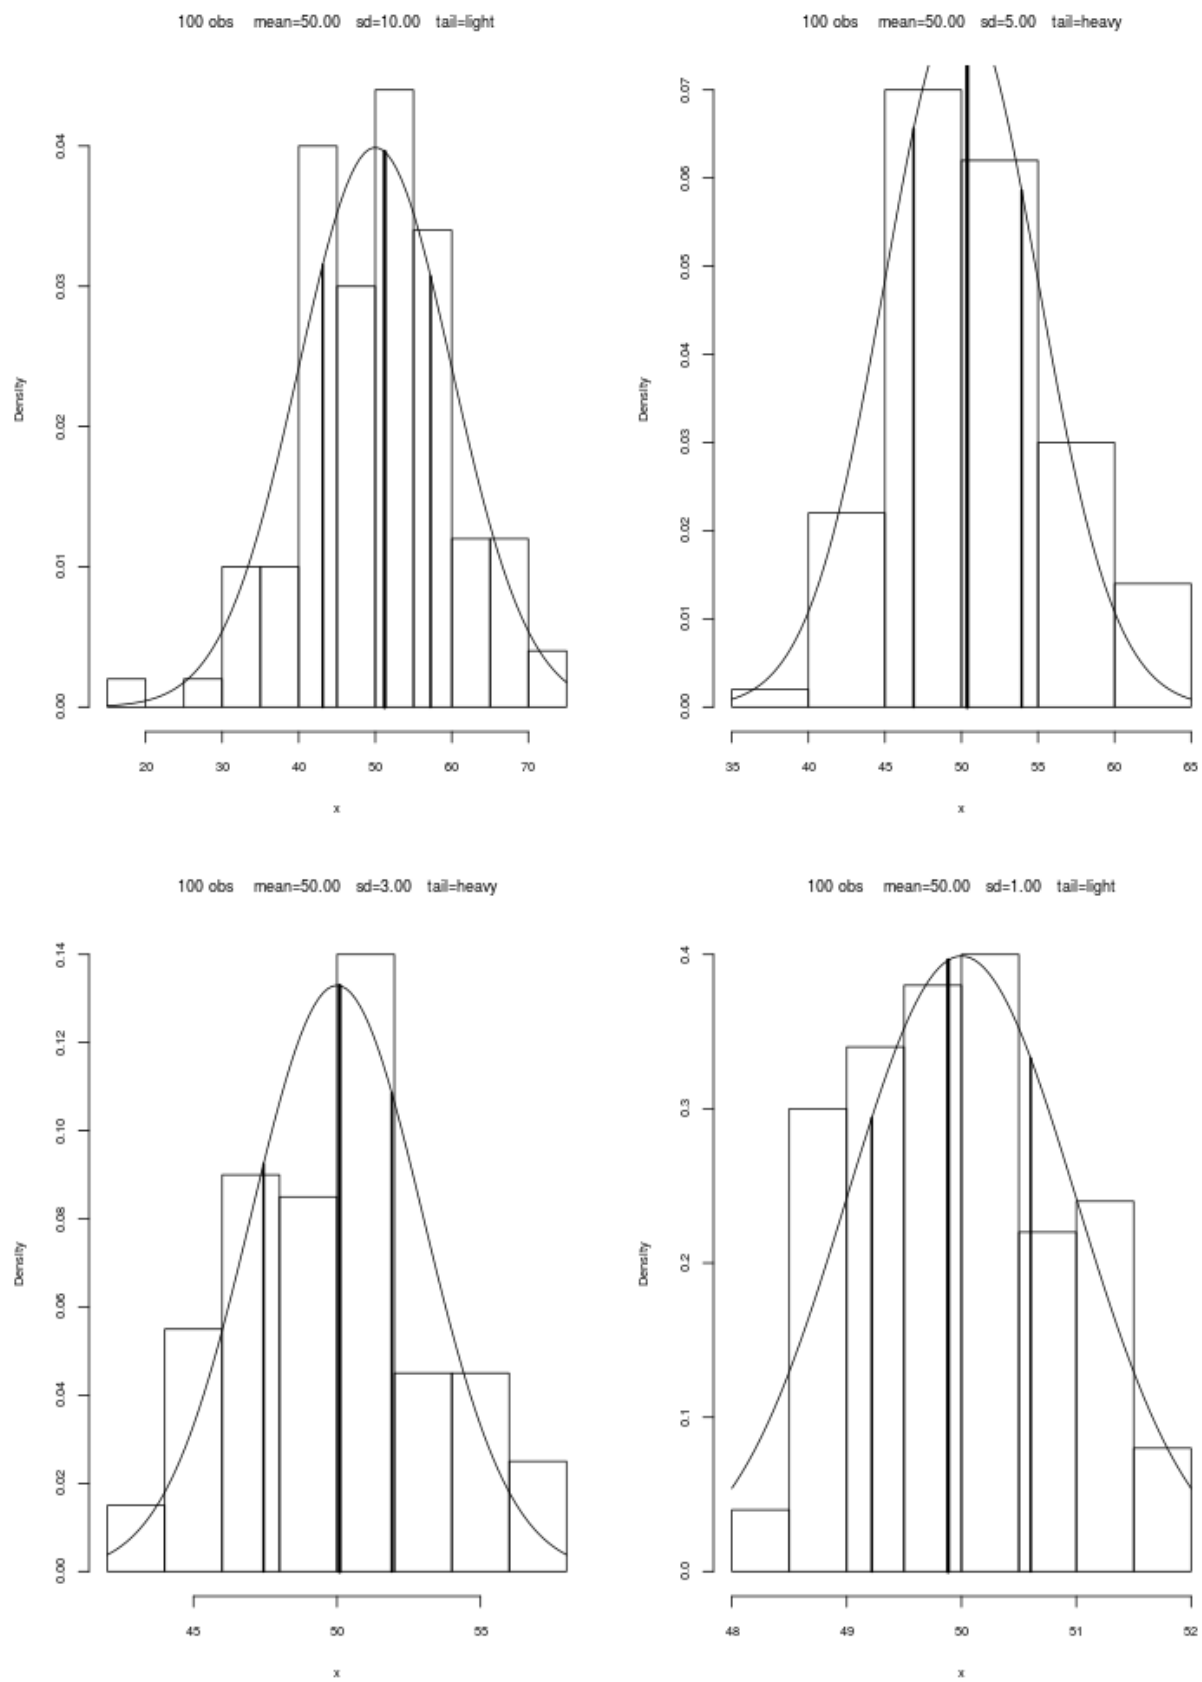 100 obs mean=50.00 sd=10.00 tail=light
Density
0.04
0.03
0.02
0.01
0.00
20 30 40 50 60 70
x
100 obs mean=50.00 sd=5.00 tail=heavy
Density
0.07
0.06
0.05
0.04
0.03
0.02
0.01
0.00
35 40 45 50 55 60 65
x
100 obs mean=50.00 sd=3.00 tail=heavy
Density
0.14
0.12
0.10
0.08
0.06
0.04
0.02
0.00
45 50 55
x
100 obs mean=50.00 sd=1.00 tail=light
Density
0.4
0.3
0.2
0.1
0.0
48 49 50 51 52
x